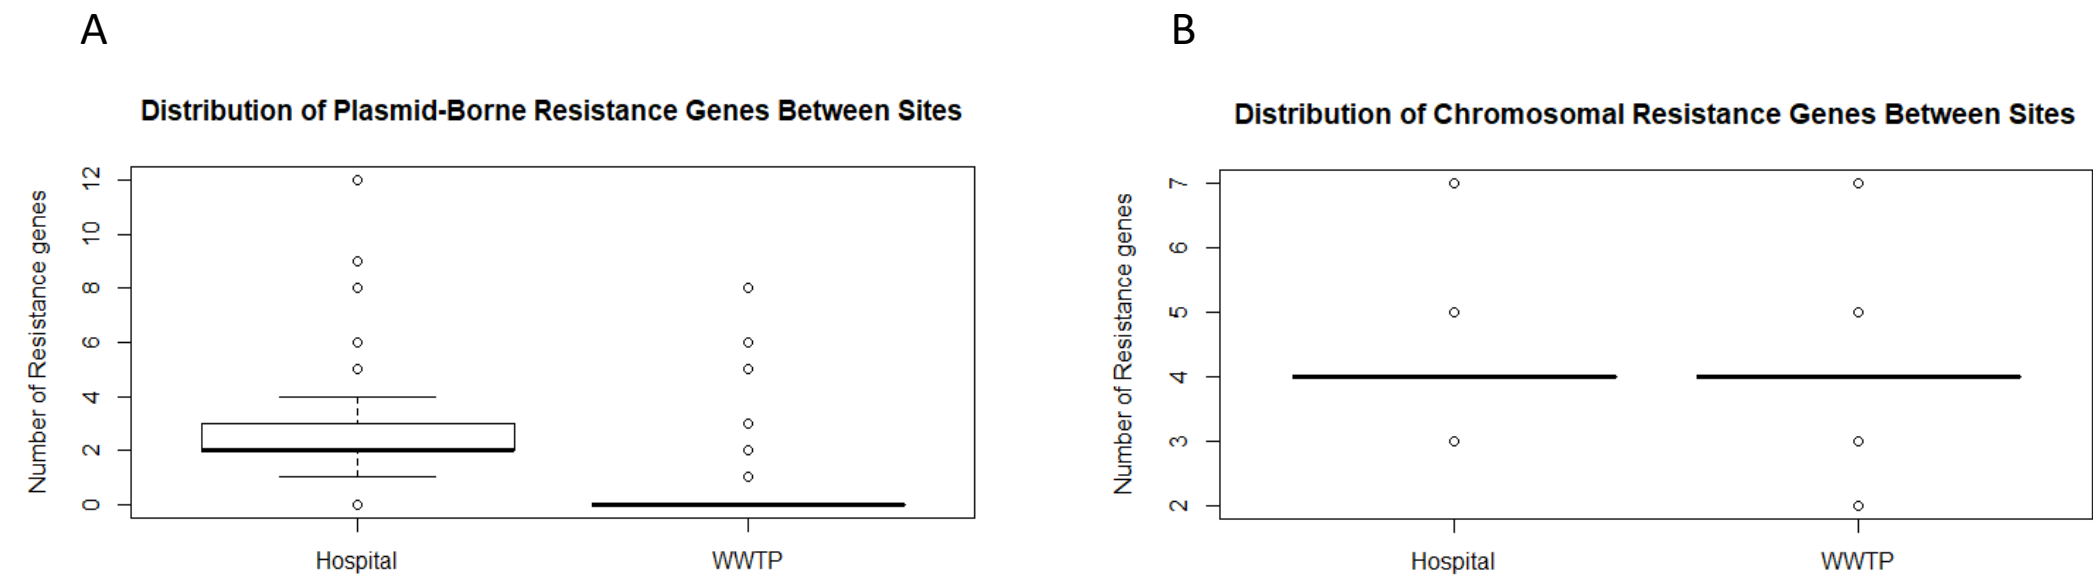 A
Distribution of Plasmid-Borne Resistance Genes Between Sites
Number of Resistance genes
12
10
8
6
4
2
0
Hospital
WWTP
B
Distribution of Chromosomal Resistance Genes Between Sites
Number of Resistance genes
7
6
5
4
3
2
Hospital
WWTP